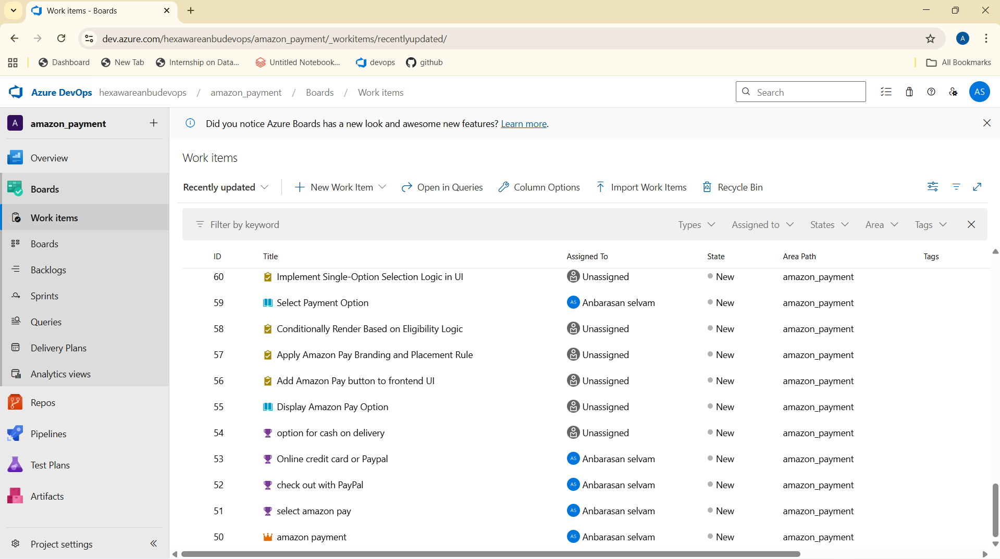 Work items - Boards
dev.azure.com/hexawareanbudevops/amazon_payment/_workitems/recentlyupdated/
A
Dashboard New Tab Internship on Data... Untitled Notebook... devops github All Bookmarks
Azure DevOps hexawareanbudevops / amazon_payment / Boards / Work items Search AS
A amazon_payment
Did you notice Azure Boards has a new look and awesome new features? Learn more.
Overview
Boards
Work items
Boards
Backlogs
Sprints
Queries
Delivery Plans
Analytics views
Repos
Pipelines
Test Plans
Artifacts
Project settings
Work items
Recently updated New Work Item Open in Queries Column Options Import Work Items Recycle Bin
Filter by keyword Types Assigned to States Area Tags
ID Title Assigned To State Area Path Tags
60 Implement Single-Option Selection Logic in UI Unassigned New amazon_payment
59 Select Payment Option AS Anbarasan selvam New amazon_payment
58 Conditionally Render Based on Eligibility Logic Unassigned New amazon_payment
57 Apply Amazon Pay Branding and Placement Rule Unassigned New amazon_payment
56 Add Amazon Pay button to frontend UI Unassigned New amazon_payment
55 Display Amazon Pay Option Unassigned New amazon_payment
54 option for cash on delivery Unassigned New amazon_payment
53 Online credit card or Paypal AS Anbarasan selvam New amazon_payment
52 check out with PayPal AS Anbarasan selvam New amazon_payment
51 select amazon pay AS Anbarasan selvam New amazon_payment
50 amazon payment AS Anbarasan selvam New amazon_payment